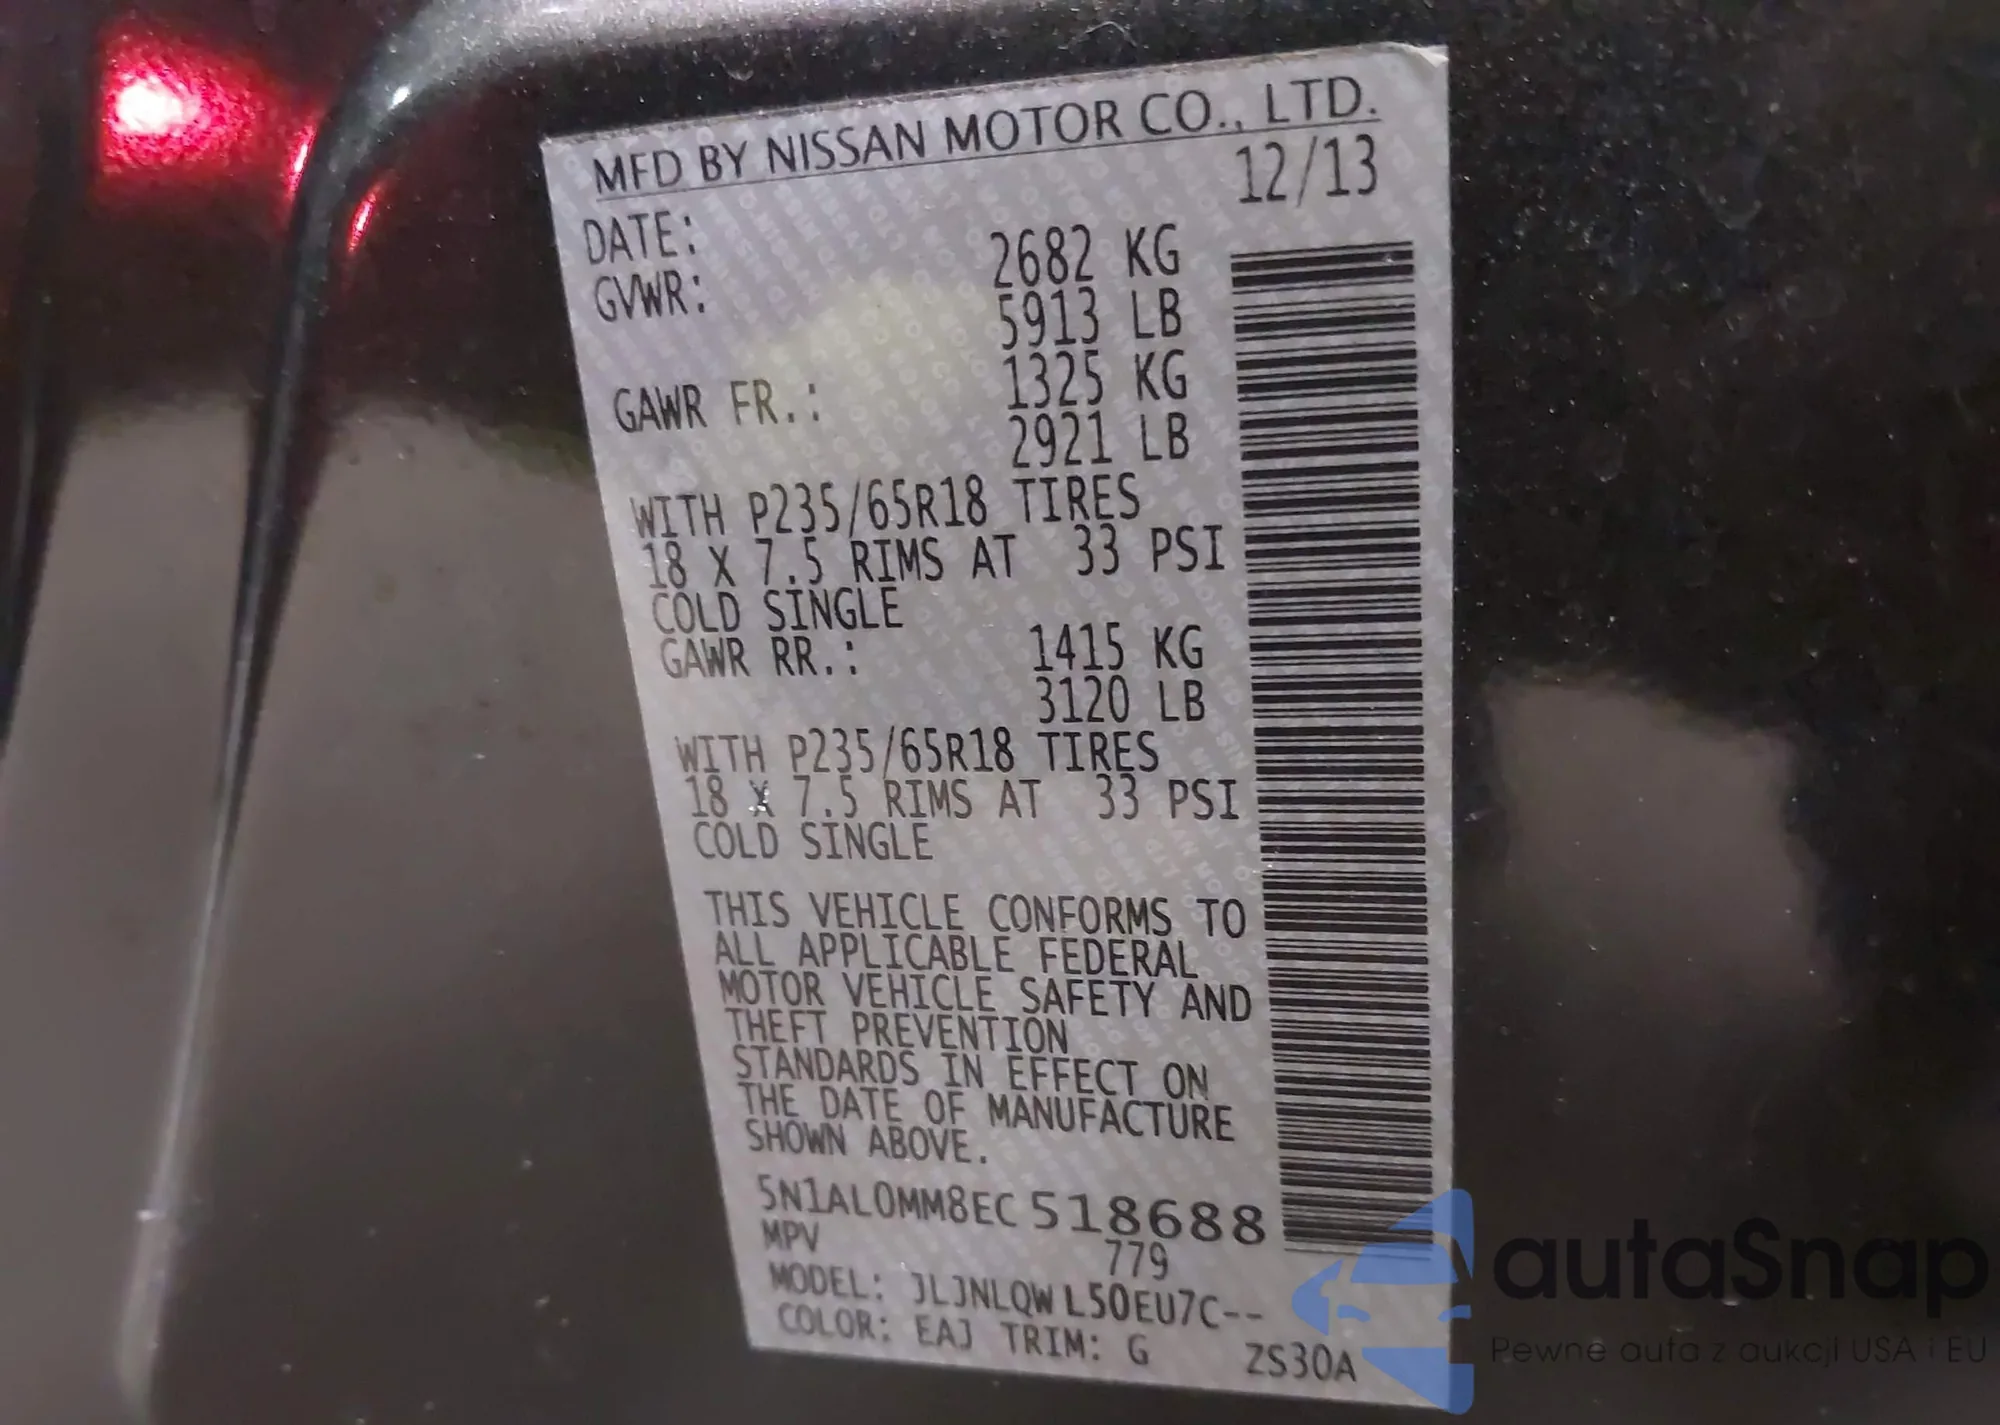 MFD BY NISSAN MOTOR CO., LTD.
DATE: 12/13
GVWR: 2682 KG
5913 LB
GAWR FR.: 1325 KG
2921 LB
WITH P235/65R18 TIRES
18 X 7.5 RIMS AT 33 PSI
COLD SINGLE
GAWR RR.: 1415 KG
3120 LB
WITH P235/65R18 TIRES
18 X 7.5 RIMS AT 33 PSI
COLD SINGLE
THIS VEHICLE CONFORMS TO
ALL APPLICABLE FEDERAL
MOTOR VEHICLE SAFETY AND
THEFT PREVENTION
STANDARDS IN EFFECT ON
THE DATE OF MANUFACTURE
SHOWN ABOVE.
5N1AL0MM8EC518688
MPV 779
MODEL: JLJNLQWL50EU7C--
COLOR: EAJ TRIM: G ZS30A
autaSnap
Pewne auta z aukcji USA i EU